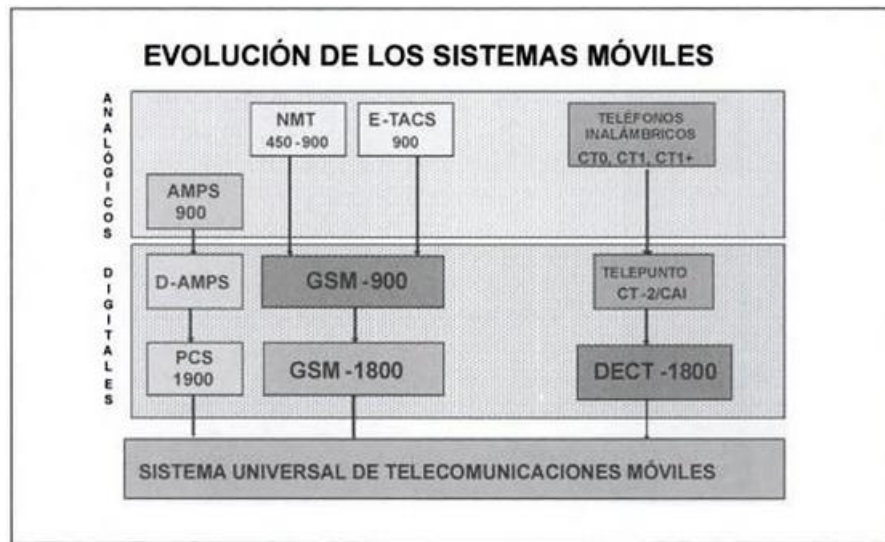 EVOLUCIÓN DE LOS SISTEMAS MÓVILES
ANALÓGICOS
NMT
450-900
E-TACS
900
TELÉFONOS
INALÁMBRICOS
CT0, CT1, CT1+
AMPS
900
DIGITALES
D-AMPS
GSM-900
TELEPUNTO
CT-2/CAI
PCS
1900
GSM-1800
DECT-1800
SISTEMA UNIVERSAL DE TELECOMUNICACIONES MÓVILES